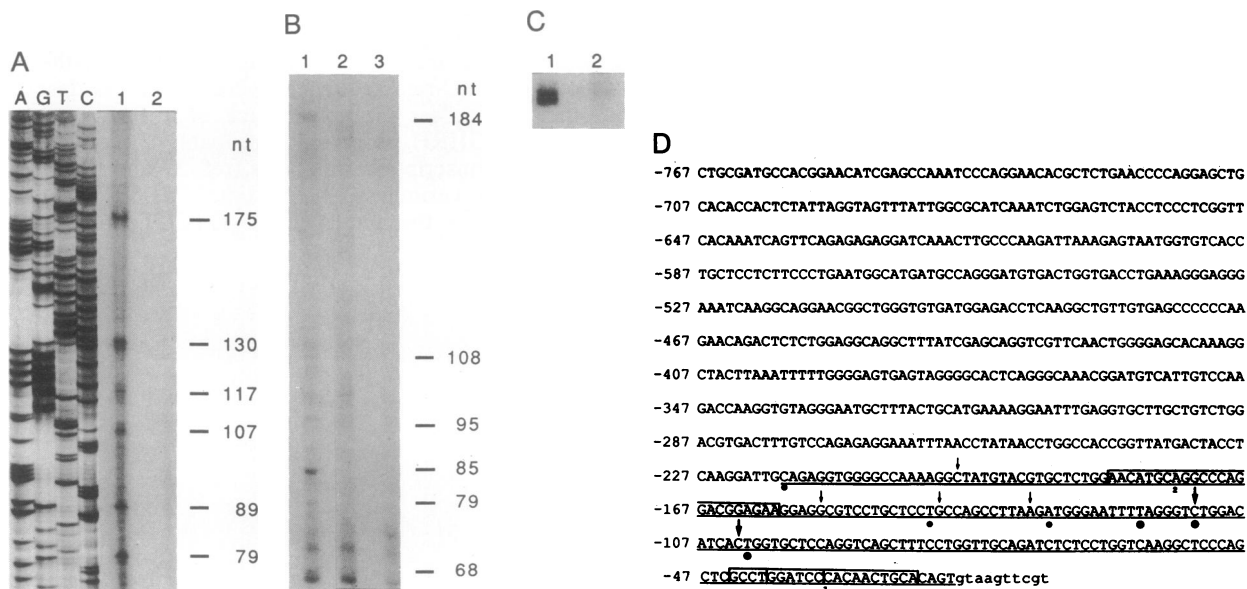 A
A G T C 1 2
nt
175
130
117
107
89
79
B
1 2 3
nt
184
108
95
85
79
68
C
1 2
D
-767 CTGCGATGCCACGGAACATCGAGCCAAATCCCAGGAACACGCTCTGAACCCCAGGAGCTG
-707 CACACCACTCTATTAGGTAGTTTATTGGCGCATCAAATCTGGAGTCTACCTCCCTCGGTT
-647 CACAAATCAGTTCAGAGAGAGGATCAAACTTGCCCAAGATTAAAGAGTAATGGTGTCACC
-587 TGCTCCTCTTCCCTGAATGGCATGATGCCAGGGATGTGACTGGTGACCTGAAAGGGAGGG
-527 AAATCAAGGCAGGAACGGCTGGGTGTGATGGAGACCTCAAGGCTGTTGTGAGCCCCCCAA
-467 GAACAGACTCTCTGGAGGCAGGCTTTATCGAGCAGGTCGTTCAACTGGGGAGCACAAAGG
-407 CTACTTAAATTTTTGGGGAGTGAGTAGGGGCACTCAGGGCAAACGGATGTCATTGTCCAA
-347 GACCAAGGTGTAGGGAATGCTTTACTGCATGAAAAGGAATTTGAGGTGCTTGCTGTCTGG
-287 ACGTGACTTTGTCCAGAGAGGAAATTTAACCTATAACCTGGCCACCGGTTATGACTACCT
-227 CAAGGATTGCAGAGGTGGGGCCAAAAGGCTATGTACGTGCTCTGGAACATGCAGGCCCAG
2
-167 GACGGAGAAGGAGGCGTCCTGCTCCTGCCAGCCTTAAGATGGGAATTTTAGGGTCTGGAC
-107 ATCACTGGTGCTCCAGGTCAGCTTTCCTGGTTGCAGATCTCTCCTGGTCAAGGCTCCCAG
-47 CTCGCCTGGATCCCACAACTGCACAGTgtaagttcgt